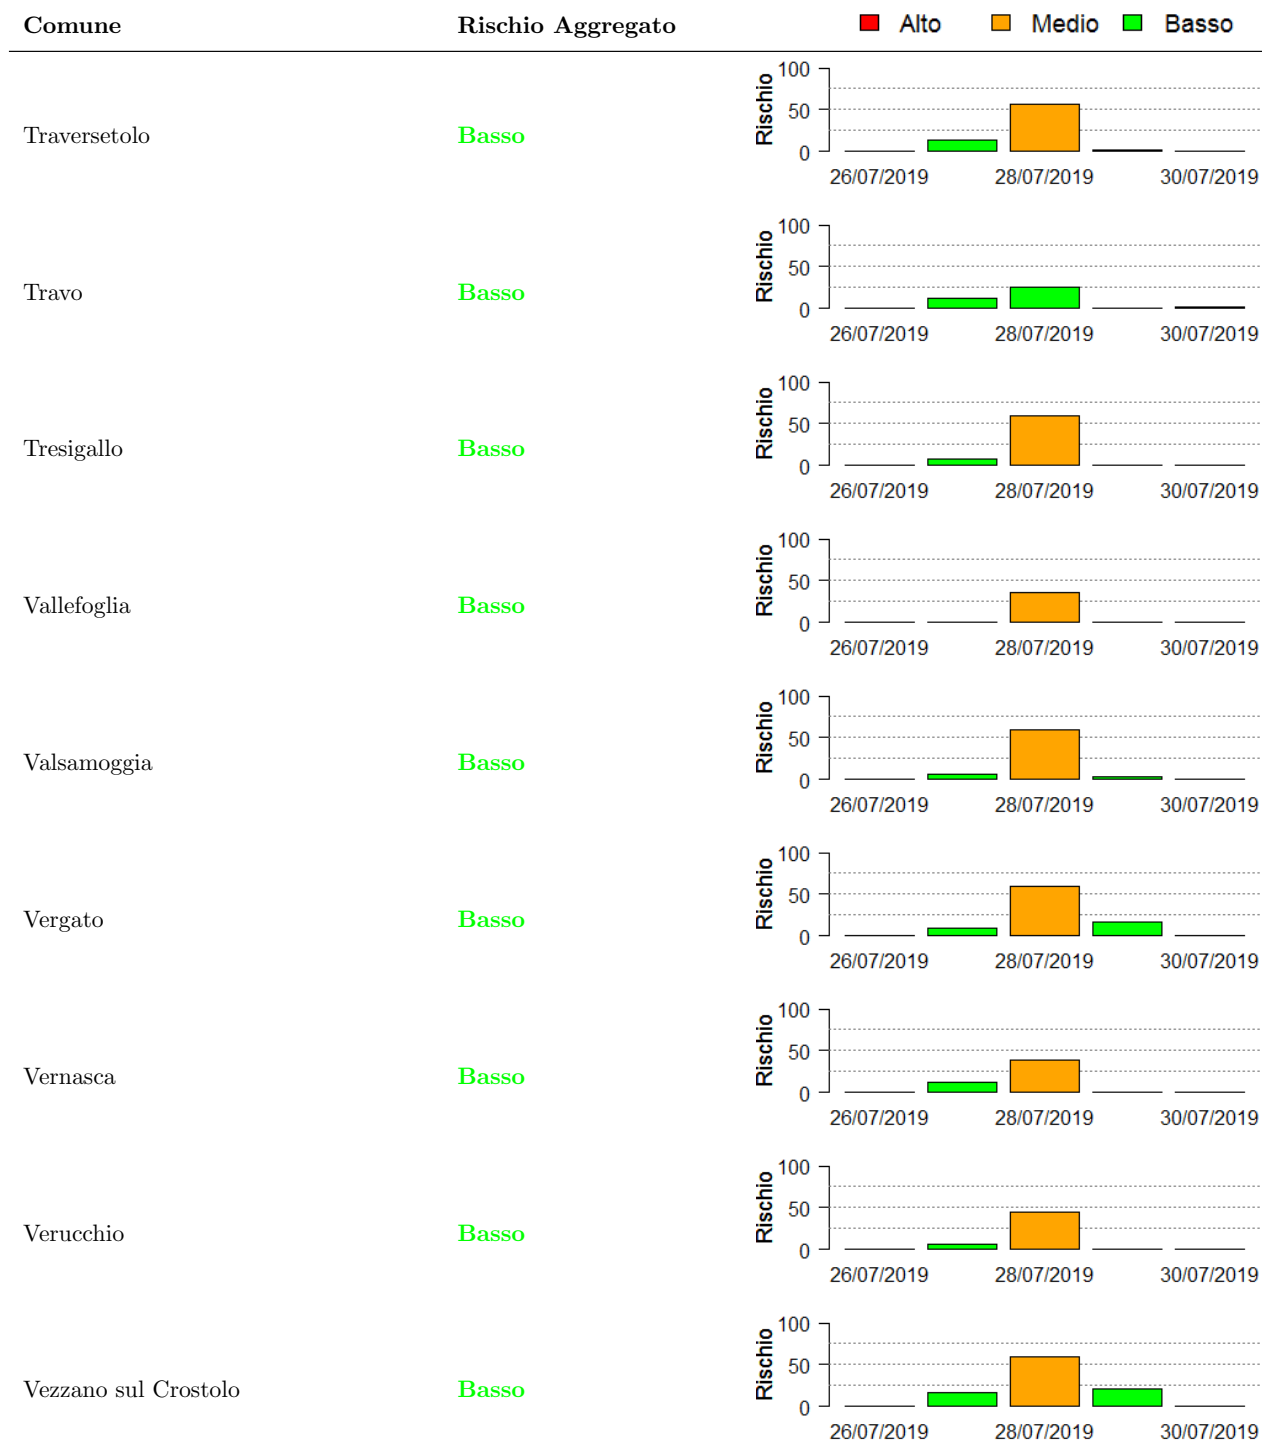 Comune Rischio Aggregato Alto Medio Basso
Traversetolo Basso
Rischio
100
50
0
26/07/2019 28/07/2019 30/07/2019
Travo Basso
Rischio
100
50
0
26/07/2019 28/07/2019 30/07/2019
Tresigallo Basso
Rischio
100
50
0
26/07/2019 28/07/2019 30/07/2019
Vallefoglia Basso
Rischio
100
50
0
26/07/2019 28/07/2019 30/07/2019
Valsamoggia Basso
Rischio
100
50
0
26/07/2019 28/07/2019 30/07/2019
Vergato Basso
Rischio
100
50
0
26/07/2019 28/07/2019 30/07/2019
Vernasca Basso
Rischio
100
50
0
26/07/2019 28/07/2019 30/07/2019
Verucchio Basso
Rischio
100
50
0
26/07/2019 28/07/2019 30/07/2019
Vezzano sul Crostolo Basso
Rischio
100
50
0
26/07/2019 28/07/2019 30/07/2019